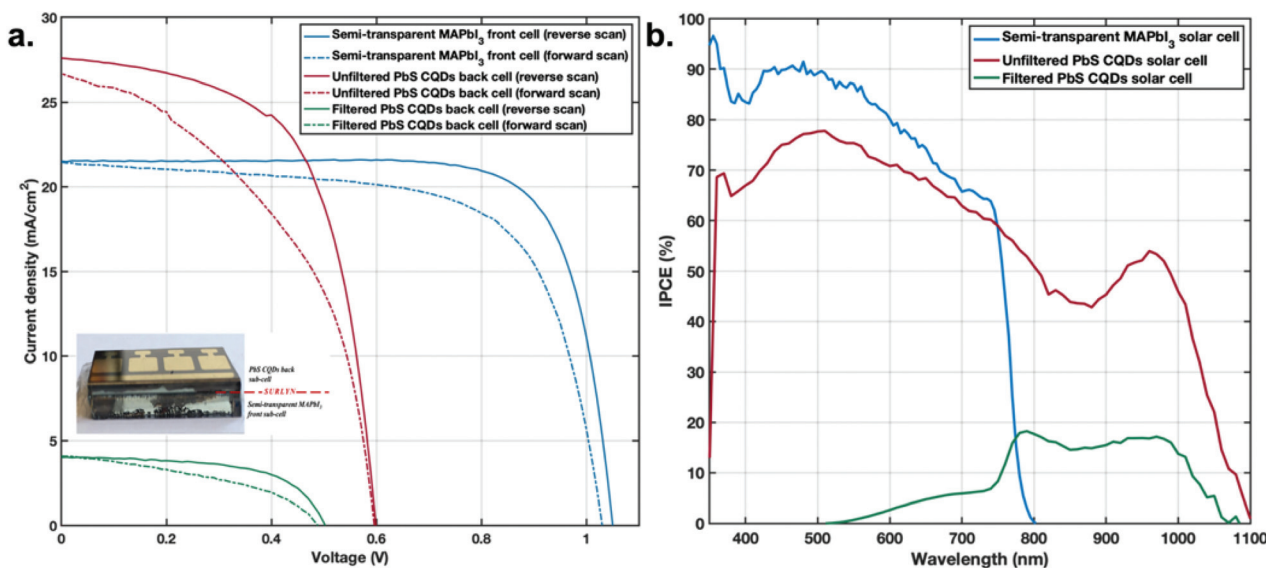 a.
30
25
20
15
10
5
0
Current density (mA/cm²)
0
0.2
0.4
0.6
0.8
1
Voltage (V)
Semi-transparent MAPbI₃ front cell (reverse scan)
Semi-transparent MAPbI₃ front cell (forward scan)
Unfiltered PbS CQDs back cell (reverse scan)
Unfiltered PbS CQDs back cell (forward scan)
Filtered PbS CQDs back cell (reverse scan)
Filtered PbS CQDs back cell (forward scan)
PbS CQDs back
sub-cell
SURLYN
Semi-transparent MAPbI₃
front sub-cell
b.
100
90
80
70
60
50
40
30
20
10
0
IPCE (%)
400
500
600
700
800
900
1000
1100
Wavelength (nm)
Semi-transparent MAPbI₃ solar cell
Unfiltered PbS CQDs solar cell
Filtered PbS CQDs solar cell